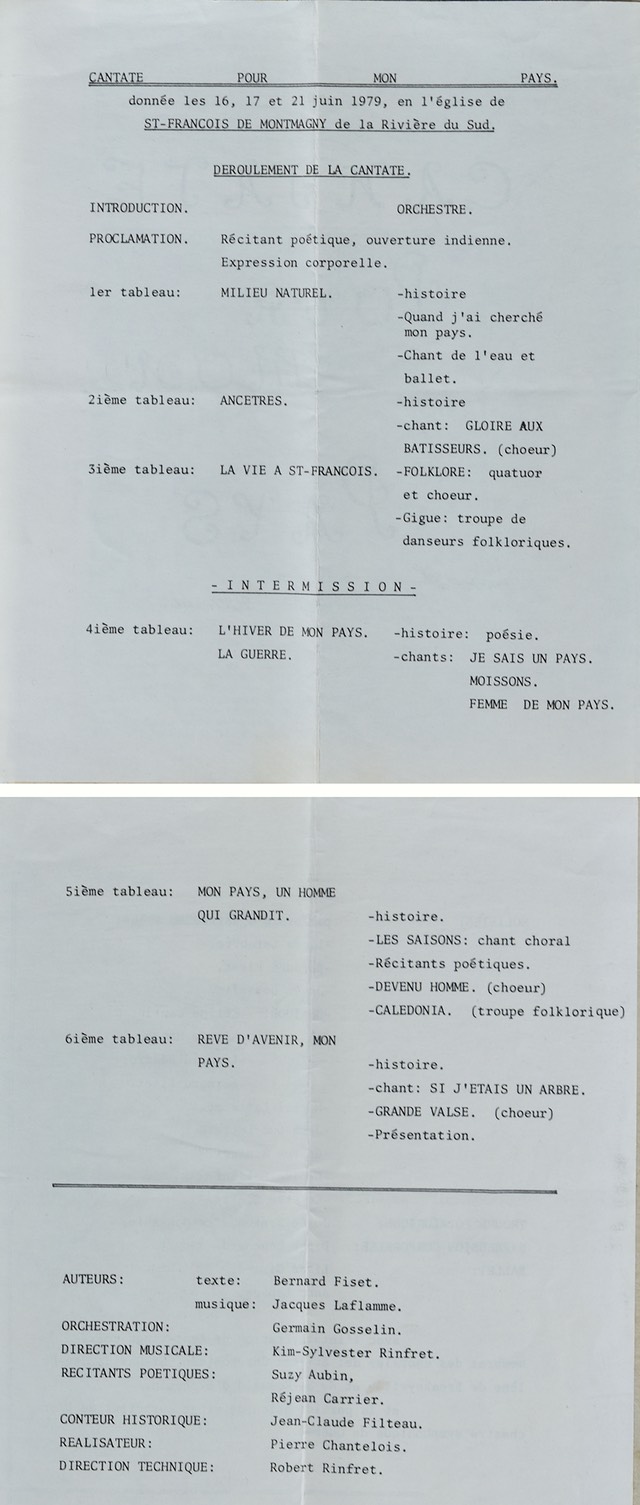 CANTATE POUR MON PAYS.
donnée les 16, 17 et 21 juin 1979, en l'église de
ST-FRANCOIS DE MONTMAGNY de la Rivière du Sud.
DEROULEMENT DE LA CANTATE.
INTRODUCTION. ORCHESTRE.
PROCLAMATION. Récitant poétique, ouverture indienne.
Expression corporelle.
1er tableau: MILIEU NATUREL. -histoire
-Quand j'ai cherché
mon pays.
-Chant de l'eau et
ballet.
2ième tableau: ANCETRES. -histoire
-chant: GLOIRE AUX
BATISSEURS. (choeur)
3ième tableau: LA VIE A ST-FRANCOIS. -FOLKLORE: quatuor
et choeur.
-Gigue: troupe de
danseurs folkloriques.
- I N T E R M I S S I O N -
4ième tableau: L'HIVER DE MON PAYS. -histoire: poésie.
LA GUERRE. -chants: JE SAIS UN PAYS.
MOISSONS.
FEMME DE MON PAYS.
5ième tableau: MON PAYS, UN HOMME
QUI GRANDIT. -histoire.
-LES SAISONS: chant choral
-Récitants poétiques.
-DEVENU HOMME. (choeur)
-CALEDONIA. (troupe folklorique)
6ième tableau: REVE D'AVENIR, MON
PAYS. -histoire.
-chant: SI J'ETAIS UN ARBRE.
-GRANDE VALSE. (choeur)
-Présentation.
AUTEURS: texte: Bernard Fiset.
musique: Jacques Laflamme.
ORCHESTRATION: Germain Gosselin.
DIRECTION MUSICALE: Kim-Sylvester Rinfret.
RECITANTS POETIQUES: Suzy Aubin,
Réjean Carrier.
CONTEUR HISTORIQUE: Jean-Claude Filteau.
REALISATEUR: Pierre Chantelois.
DIRECTION TECHNIQUE: Robert Rinfret.